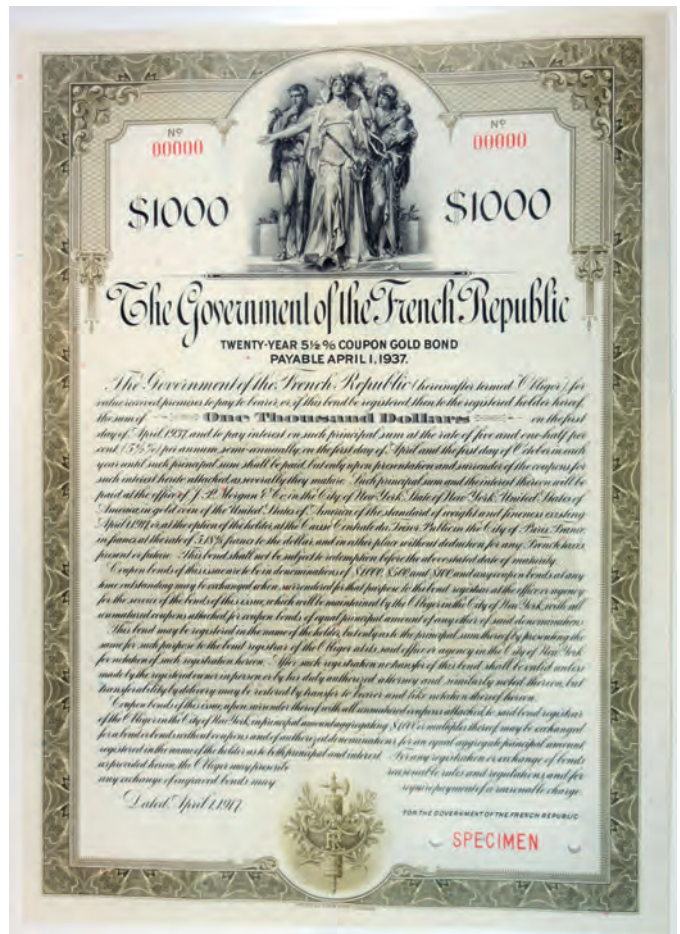 Nº
00000
Nº
00000
$1000
$1000
The Government of the French Republic
TWENTY-YEAR 5½% COUPON GOLD BOND
PAYABLE APRIL 1, 1937.
The Government of the French Republic (hereinafter termed "Obligor"), for
value received promises to pay to bearer, or, if this bond be registered, then to the registered holder hereof,
the sum of One Thousand Dollars on the first
day of April, 1937, and to pay interest on such principal sum at the rate of five and one-half per
cent (5½%) per annum, semi-annually, on the first day of April and the first day of October in each
year until such principal sum shall be paid, but only upon presentation and surrender of the coupons for
such interest hereto attached as severally they mature. Such principal sum and the interest thereon will be
paid at the office of J. P. Morgan & Co., in the City of New York, State of New York, United States of
America, in gold coin of the United States of America of the standard of weight and fineness existing
April 1, 1917, or, at the option of the holder, at the Caisse Centrale du Trésor Public in the City of Paris, France,
in francs at the rate of francs to the dollar, and in either place without deduction for any French taxes,
present or future. This bond shall not be subject to redemption before the above stated date of maturity.
Coupon bonds of this issue are to be in denominations of $1000, $500 and $100 and any coupon bonds at any
time outstanding may be exchanged when surrendered for that purpose to the bond registrar at the office or agency
for the service of the bonds of this issue, which will be maintained by the Obligor in the City of New York, with all
unmatured coupons attached, for coupon bonds of equal principal amount of any other of said denominations.
This bond may be registered in the name of the holder, but only as to the principal sum thereof by presenting the
same for such purpose to the bond registrar of the Obligor at its said office or agency in the City of New York
for notation of such registration hereon. After such registration no transfer of this bond shall be valid unless
made by the registered owner in person or by his duly authorized attorney and similarly noted thereon, but
transferability by delivery may be restored by transfer to bearer and like notation thereof hereon.
Coupon bonds of this issue, upon surrender thereof with all unmatured coupons attached, to said bond registrar
of the Obligor in the City of New York, in principal amount aggregating $1000 or multiples thereof may be exchanged
for a bond or bonds without coupons and of authorized denominations, for an equal aggregate principal amount
registered in the name of the holder as to both principal and interest. For any registration or exchange of bonds
as provided herein, the Obligor may prescribe reasonable rules and regulations, and for
any exchange of engraved bonds may require payment of a reasonable charge.
Dated, April 1, 1917.
FOR THE GOVERNMENT OF THE FRENCH REPUBLIC
SPECIMEN
RF